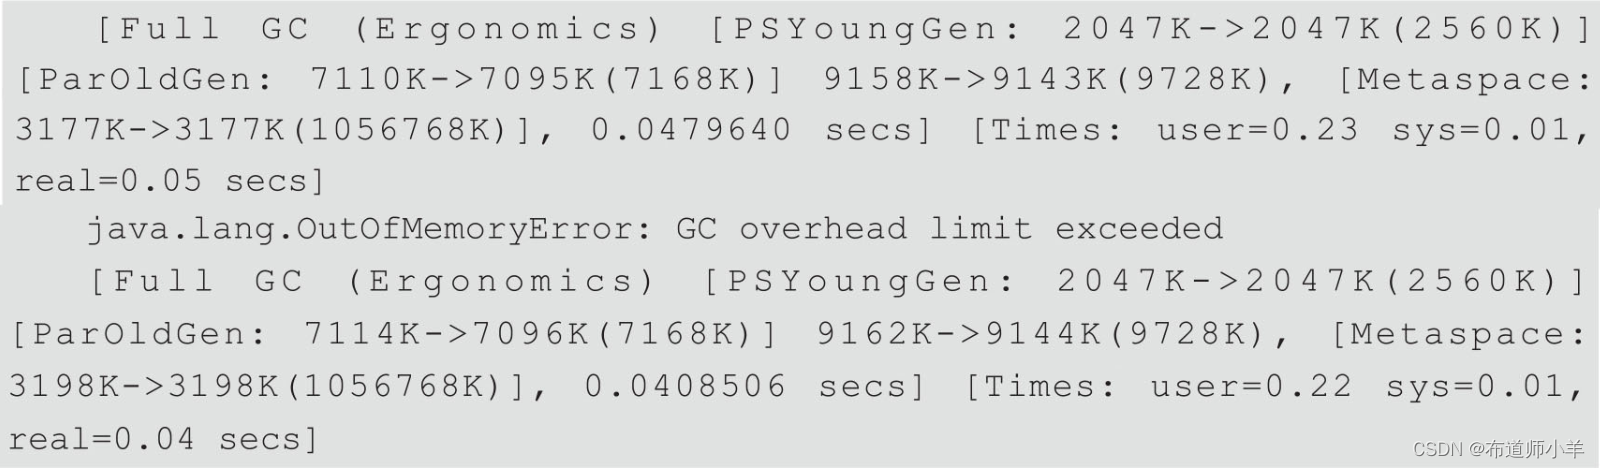 [Full GC (Ergonomics) [PSYoungGen: 2047K->2047K(2560K)]
[ParOldGen: 7110K->7095K(7168K)] 9158K->9143K(9728K), [Metaspace:
3177K->3177K(1056768K)], 0.0479640 secs] [Times: user=0.23 sys=0.01,
real=0.05 secs]
java.lang.OutOfMemoryError: GC overhead limit exceeded
[Full GC (Ergonomics) [PSYoungGen: 2047K->2047K(2560K)]
[ParOldGen: 7114K->7096K(7168K)] 9162K->9144K(9728K), [Metaspace:
3198K->3198K(1056768K)], 0.0408506 secs] [Times: user=0.22 sys=0.01,
real=0.04 secs]
CSDN @布道师小羊